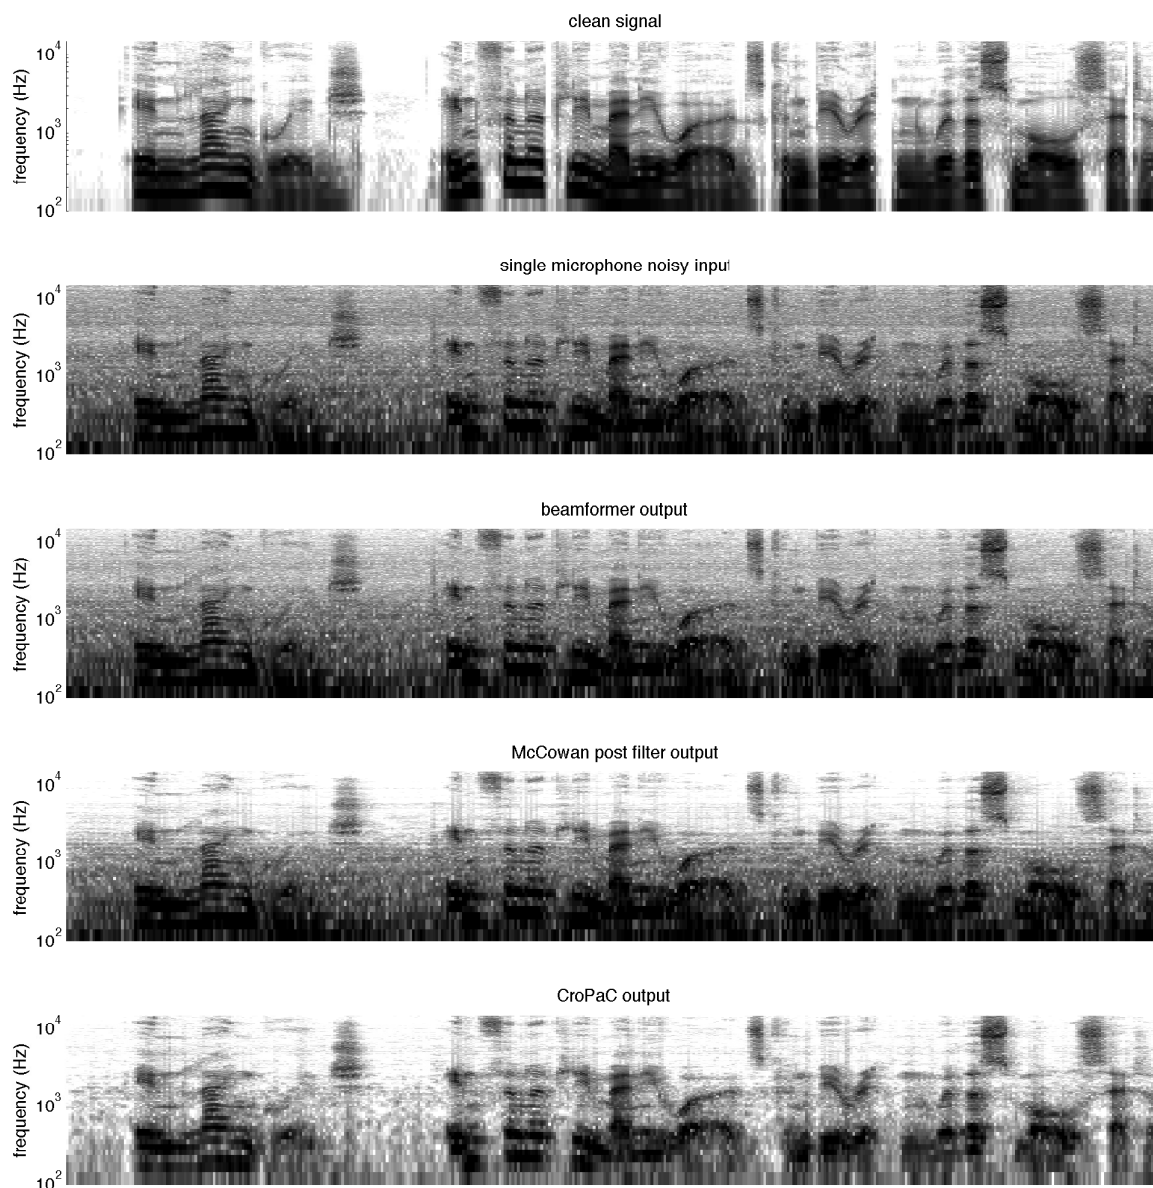 clean signal
frequency (Hz)
10^4
10^3
10^2
single microphone noisy input
frequency (Hz)
10^4
10^3
10^2
beamformer output
frequency (Hz)
10^4
10^3
10^2
McCowan post filter output
frequency (Hz)
10^4
10^3
10^2
CroPaC output
frequency (Hz)
10^4
10^3
10^2